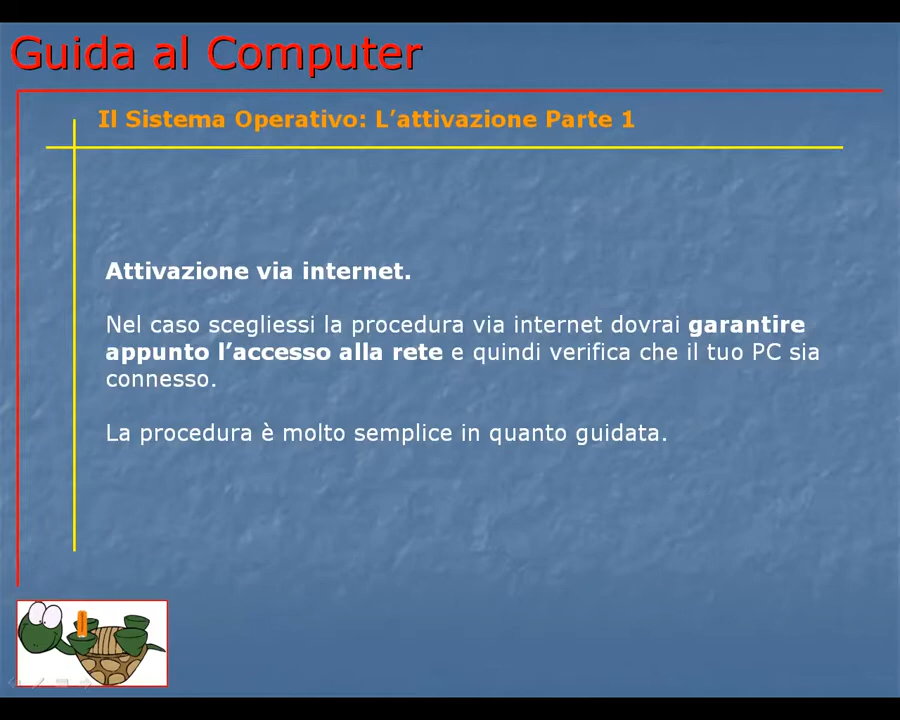 Guida al Computer
Il Sistema Operativo: L’attivazione Parte 1
Attivazione via internet.
Nel caso scegliessi la procedura via internet dovrai garantire
appunto l’accesso alla rete e quindi verifica che il tuo PC sia
connesso.
La procedura è molto semplice in quanto guidata.